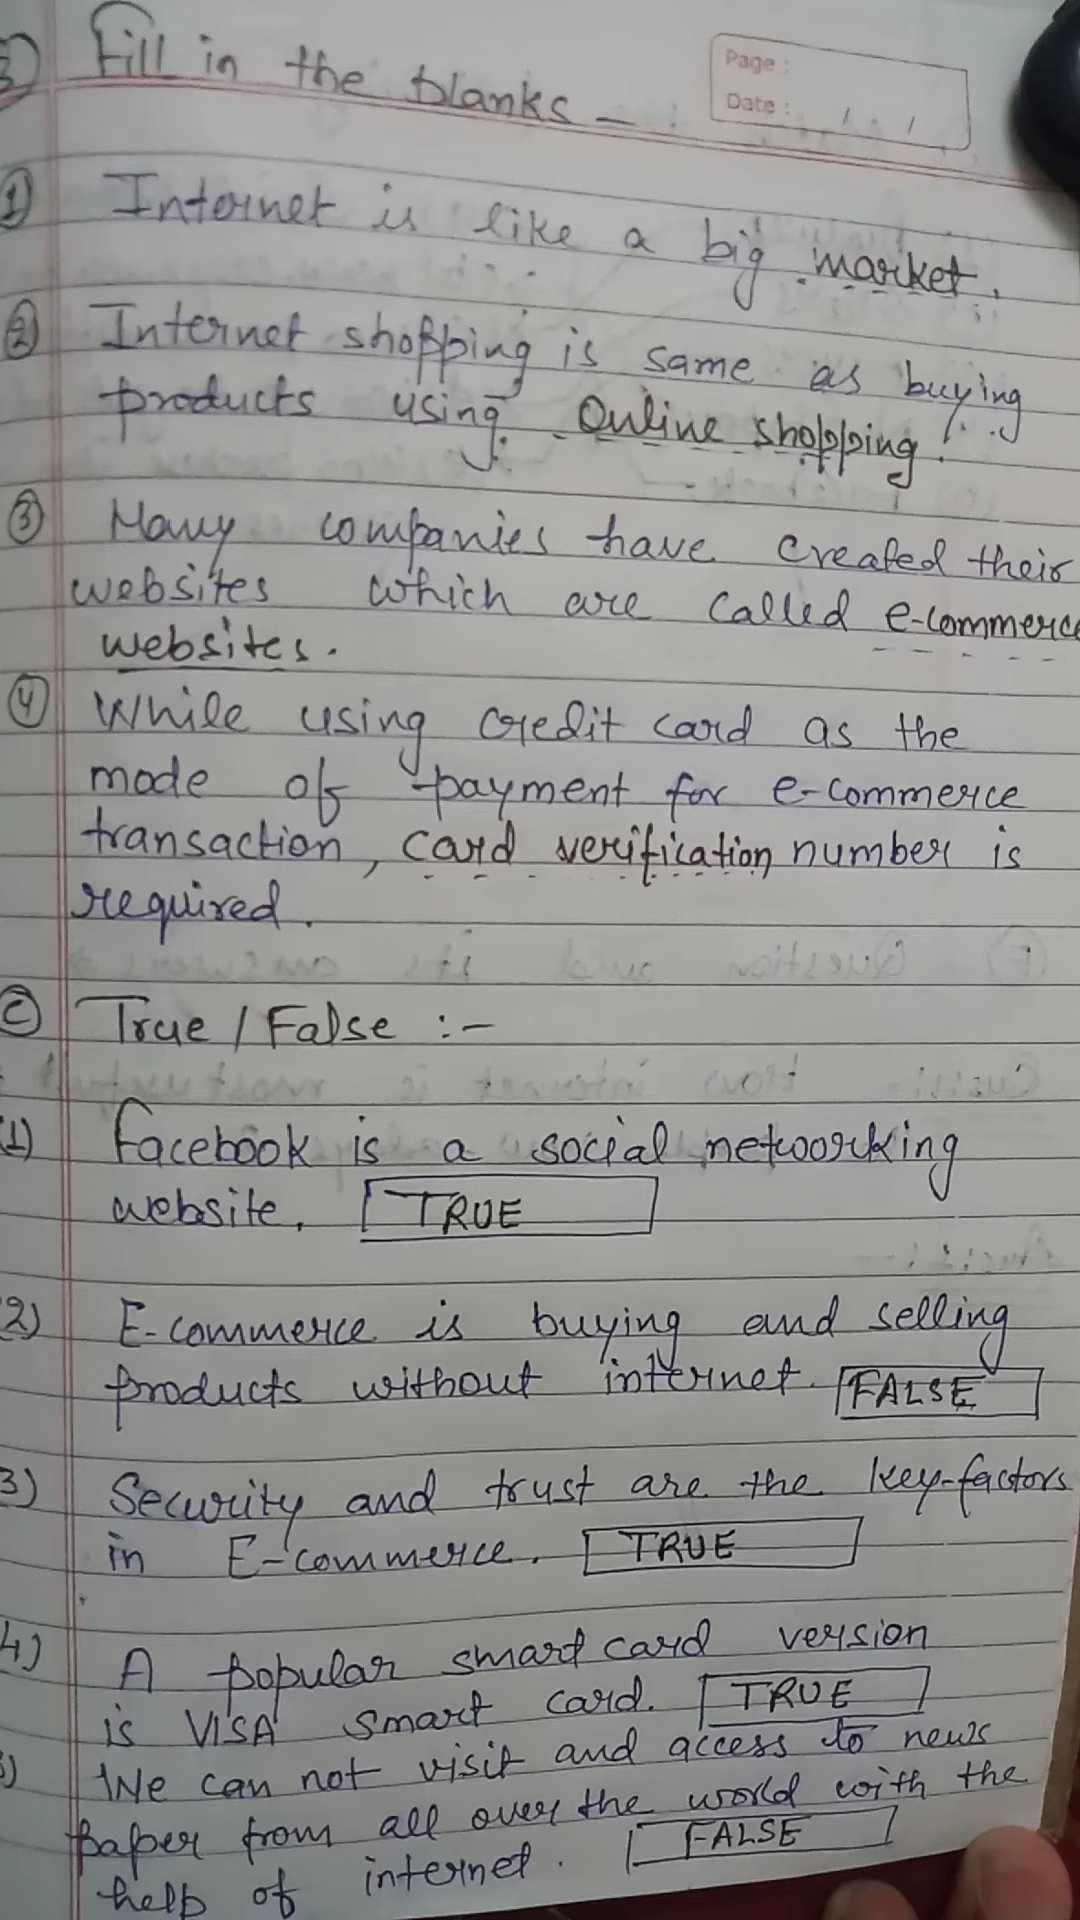 Fill in the blanks -
Page :
Date : / /
① Internet is like a big market.
② Internet shopping is same as buying
products using Online shopping.
③ Many companies have created their
websites which are called e-commerce
websites.
④ While using credit card as the
mode of payment for e-commerce
transaction, card verification number is
required.
Ⓒ True / False :-
1) Facebook is a social networking
website. TRUE
2) E-commerce is buying and selling
products without internet. FALSE
3) Security and trust are the key-factors
in E-commerce. TRUE
4) A popular smart card version
is VISA smart card. TRUE
We can not visit and access to news
paper from all over the world with the
help of internet. FALSE